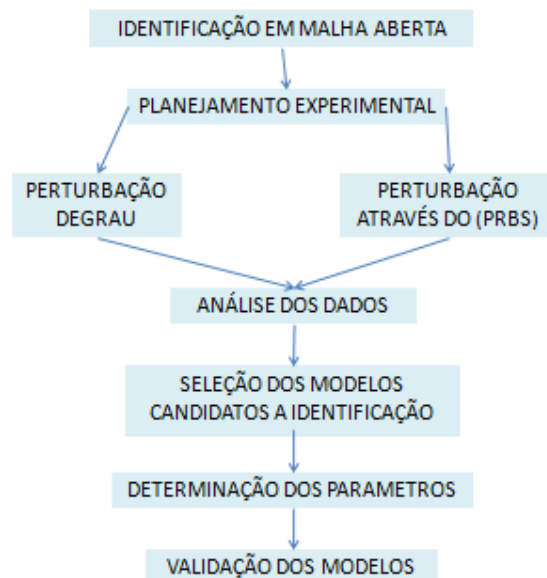 IDENTIFICAÇÃO EM MALHA ABERTA
PLANEJAMENTO EXPERIMENTAL
PERTURBAÇÃO
DEGRAU
PERTURBAÇÃO
ATRAVÉS DO (PRBS)
ANÁLISE DOS DADOS
SELEÇÃO DOS MODELOS
CANDIDATOS A IDENTIFICAÇÃO
DETERMINAÇÃO DOS PARAMETROS
VALIDAÇÃO DOS MODELOS